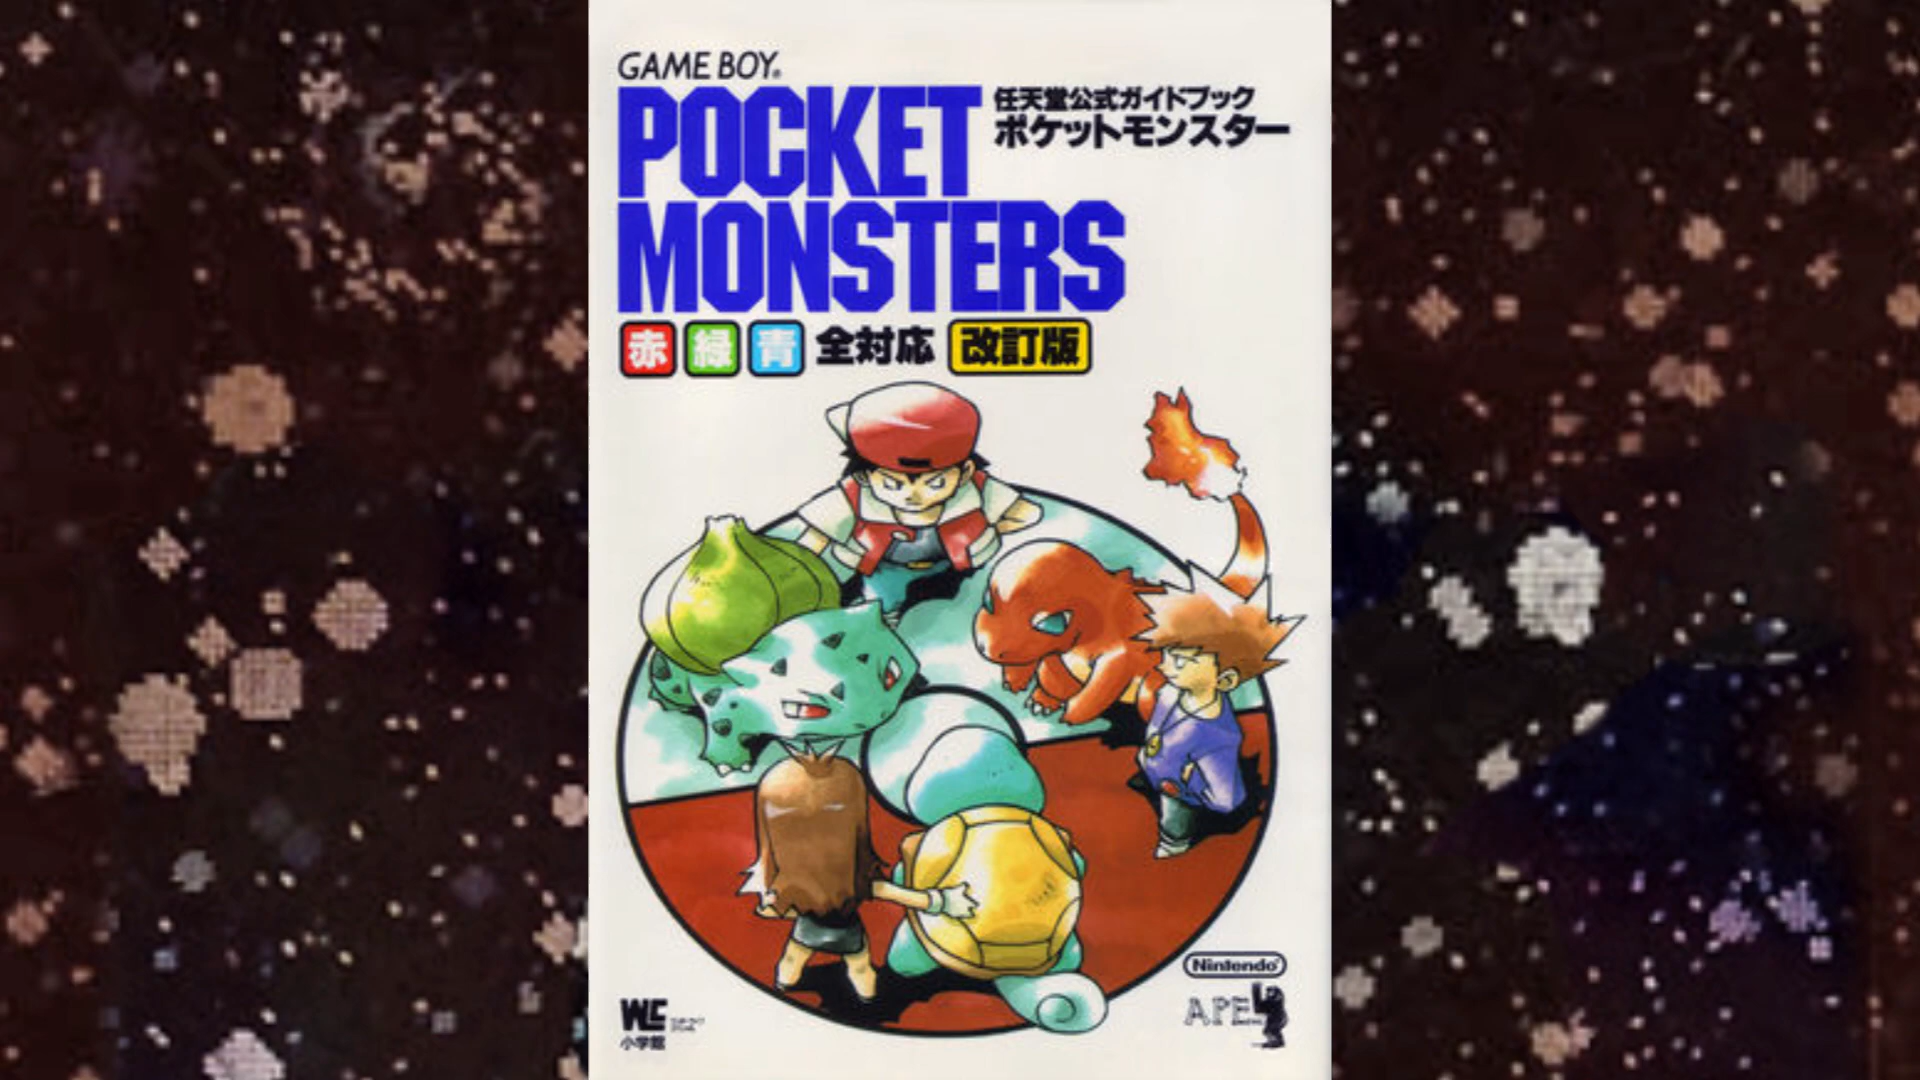 GAME BOY®
POCKET
MONSTERS
任天堂公式ガイドブック
ポケットモンスター
赤 緑 青 全対応 改訂版
Nintendo®
APE
WLC
小学館